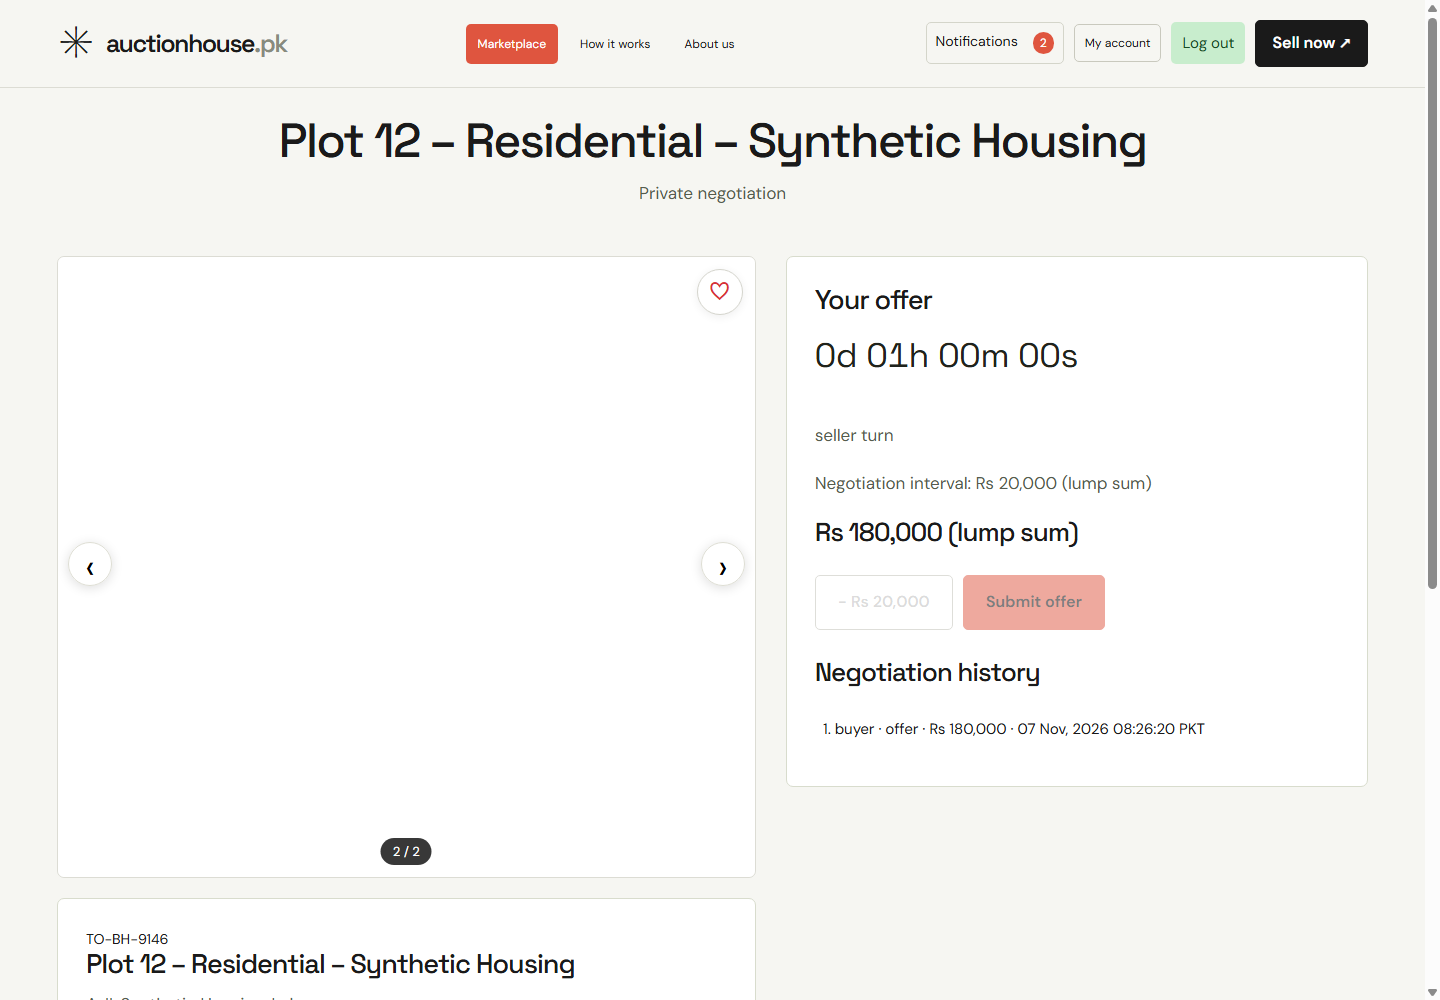 auctionhouse.pk
Marketplace
How it works
About us
Notifications 2
My account
Log out
Sell now ↗
Plot 12 – Residential – Synthetic Housing
Private negotiation
‹
›
2 / 2
Your offer
0d 01h 00m 00s
seller turn
Negotiation interval: Rs 20,000 (lump sum)
Rs 180,000 (lump sum)
− Rs 20,000
Submit offer
Negotiation history
1. buyer · offer · Rs 180,000 · 07 Nov, 2026 08:26:20 PKT
TO-BH-9146
Plot 12 – Residential – Synthetic Housing